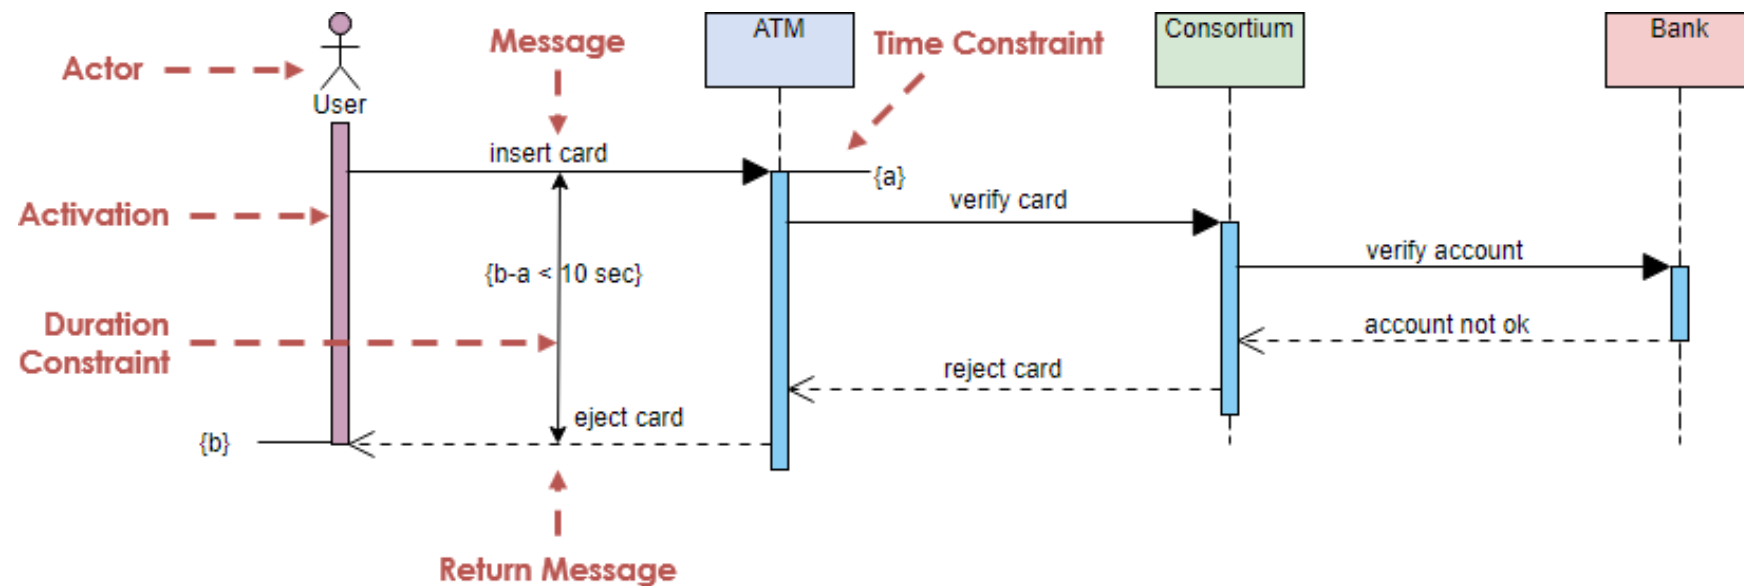 ATM
Consortium
Bank
Message
Time Constraint
Actor
User
insert card
{a}
verify card
Activation
verify account
{b-a < 10 sec}
Duration
Constraint
account not ok
reject card
eject card
{b}
Return Message